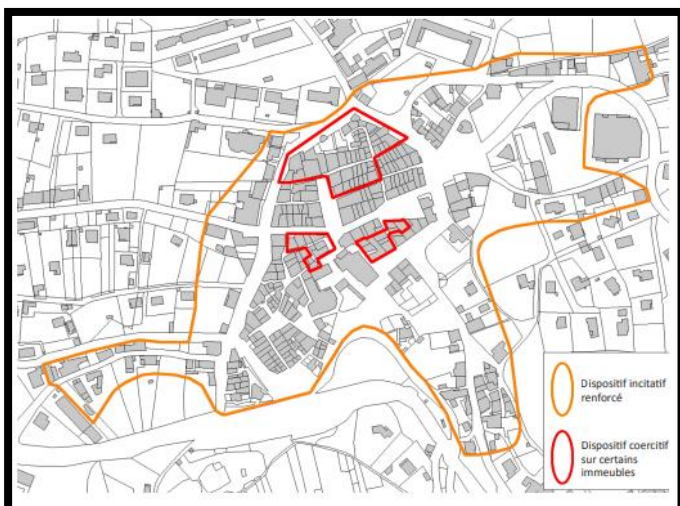 Dispositif incitatif
renforcé
Dispositif coercitif
sur certains
immeubles